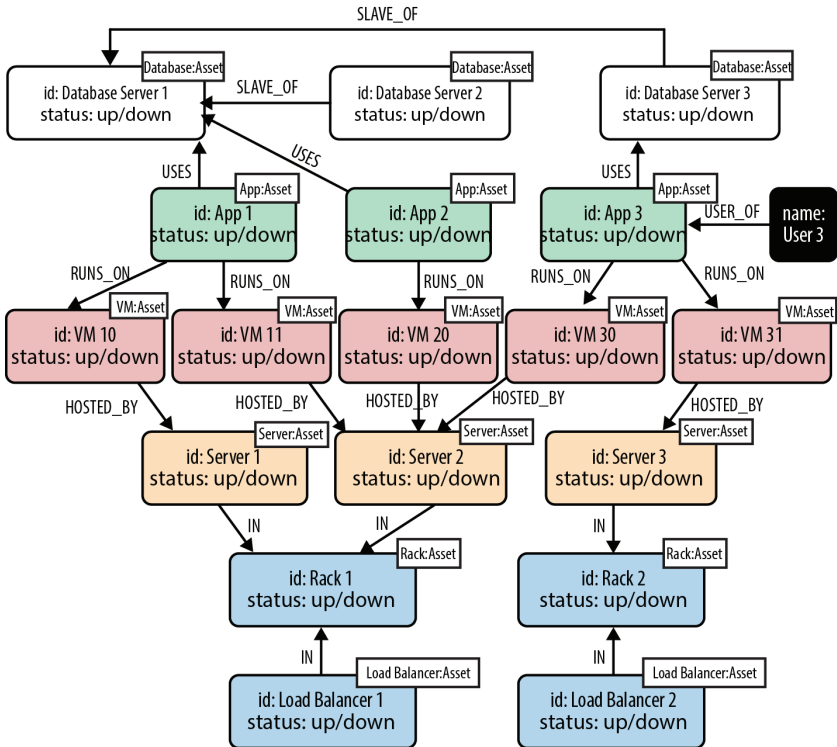 SLAVE_OF
Database:Asset
Database:Asset
Database:Asset
id: Database Server 1
status: up/down
SLAVE_OF
id: Database Server 2
status: up/down
id: Database Server 3
status: up/down
USES
USES
USES
App:Asset
App:Asset
App:Asset
id: App 1
status: up/down
id: App 2
status: up/down
id: App 3
status: up/down
USER_OF
name:
User 3
RUNS_ON
RUNS_ON
RUNS_ON
RUNS_ON
RUNS_ON
VM:Asset
VM:Asset
VM:Asset
VM:Asset
VM:Asset
id: VM 10
status: up/down
id: VM 11
status: up/down
id: VM 20
status: up/down
id: VM 30
status: up/down
id: VM 31
status: up/down
HOSTED_BY
HOSTED_BY
HOSTED_BY
HOSTED_BY
HOSTED_BY
Server:Asset
Server:Asset
Server:Asset
id: Server 1
status: up/down
id: Server 2
status: up/down
id: Server 3
status: up/down
IN
IN
IN
Rack:Asset
Rack:Asset
id: Rack 1
status: up/down
id: Rack 2
status: up/down
IN
IN
Load Balancer:Asset
Load Balancer:Asset
id: Load Balancer 1
status: up/down
id: Load Balancer 2
status: up/down